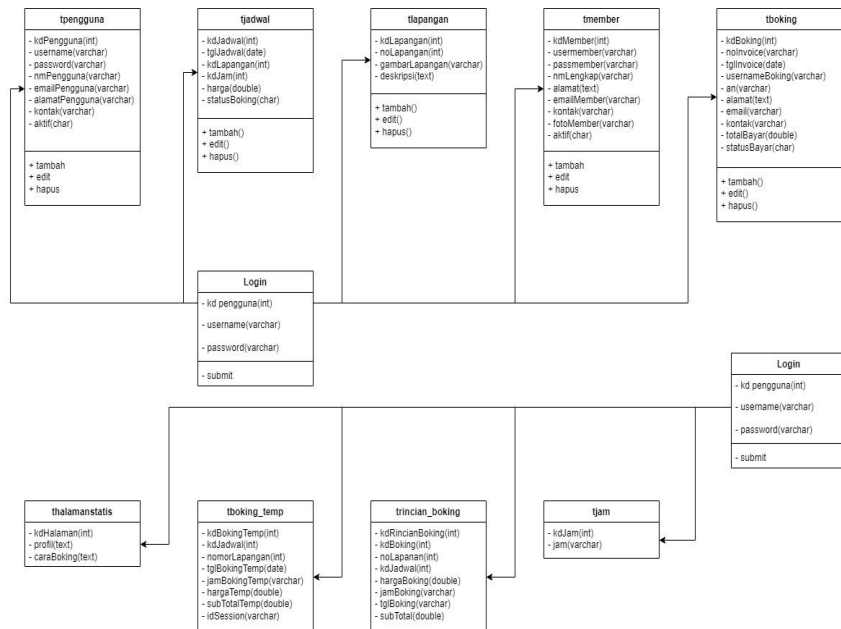 tpengguna
- kdPengguna(int)
- username(varchar)
- password(varchar)
- nmPengguna(varchar)
- emailPengguna(varchar)
- alamatPengguna(varchar)
- kontak(varchar)
- aktif(char)
+ tambah
+ edit
+ hapus
tjadwal
- kdJadwal(int)
- tglJadwal(date)
- kdLapangan(int)
- kdJam(int)
- harga(double)
- statusBoking(char)
+ tambah()
+ edit()
+ hapus()
tlapangan
- kdLapangan(int)
- noLapangan(int)
- gambarLapangan(varchar)
- deskripsi(text)
+ tambah()
+ edit()
+ hapus()
tmember
- kdMember(int)
- usermember(varchar)
- passmember(varchar)
- nmLengkap(varchar)
- alamat(text)
- emailMember(varchar)
- kontak(varchar)
- fotoMember(varchar)
- aktif(char)
+ tambah
+ edit
+ hapus
tboking
- kdBoking(int)
- noInvoice(varchar)
- tglInvoice(date)
- usernameBoking(varchar)
- an(varchar)
- alamat(text)
- email(varchar)
- kontak(varchar)
- totalBayar(double)
- statusBayar(char)
+ tambah()
+ edit()
+ hapus()
Login
- kd pengguna(int)
- username(varchar)
- password(varchar)
- submit
Login
- kd pengguna(int)
- username(varchar)
- password(varchar)
- submit
thalamanstatis
- kdHalaman(int)
- profil(text)
- caraBoking(text)
tboking_temp
- kdBokingTemp(int)
- kdJadwal(int)
- nomorLapangan(int)
- tglBokingTemp(date)
- jamBokingTemp(varchar)
- hargaTemp(double)
- subTotalTemp(double)
- idSession(varchar)
trincian_boking
- kdRincianBoking(int)
- kdBoking(int)
- noLapanan(int)
- kdJadwal(int)
- hargaBoking(double)
- jamBoking(varchar)
- tglBoking(varchar)
- subTotal(double)
tjam
- kdJam(int)
- jam(varchar)